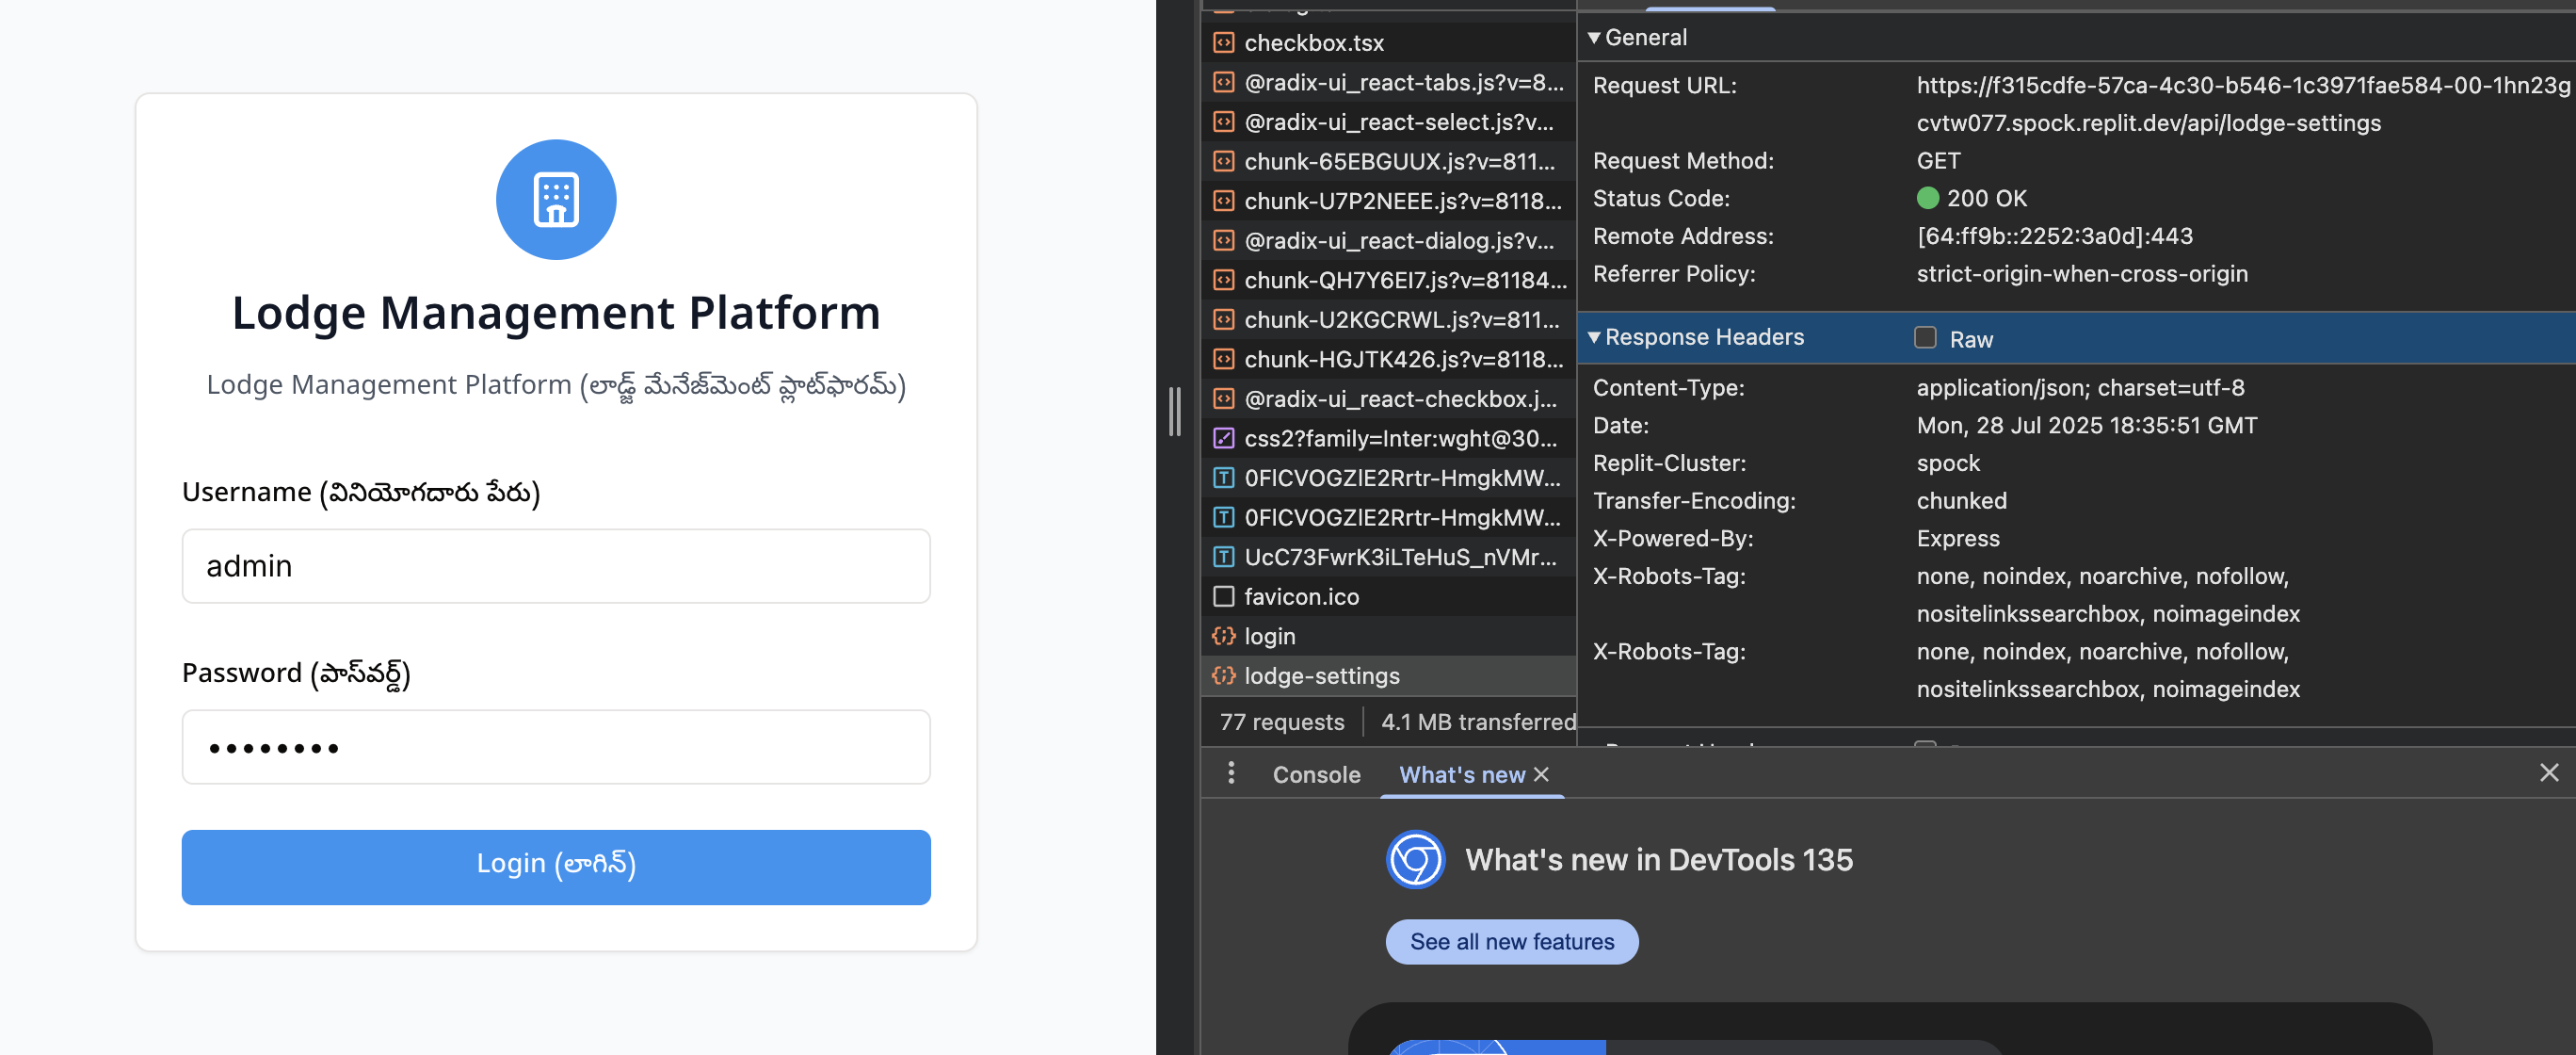 Lodge Management Platform
Lodge Management Platform (లాడ్జ్ మేనేజ్‌మెంట్ ప్లాట్‌ఫారమ్)
Username (వినియోగదారు పేరు)
admin
Password (పాస్‌వర్డ్)
Login (లాగిన్)
checkbox.tsx
@radix-ui_react-tabs.js?v=8...
@radix-ui_react-select.js?v...
chunk-65EBGUUX.js?v=811...
chunk-U7P2NEEE.js?v=8118...
@radix-ui_react-dialog.js?v...
chunk-QH7Y6EI7.js?v=81184...
chunk-U2KGCRWL.js?v=811...
chunk-HGJTK426.js?v=8118...
@radix-ui_react-checkbox.j...
css2?family=Inter:wght@30...
0FlCVOGZlE2Rrtr-HmgkMW...
0FlCVOGZlE2Rrtr-HmgkMW...
UcC73FwrK3iLTeHuS_nVMr...
favicon.ico
login
lodge-settings
77 requests
4.1 MB transferred
General
Request URL: https://f315cdfe-57ca-4c30-b546-1c3971fae584-00-1hn23g
cvtw077.spock.replit.dev/api/lodge-settings
Request Method: GET
Status Code: 200 OK
Remote Address: [64:ff9b::2252:3a0d]:443
Referrer Policy: strict-origin-when-cross-origin
Response Headers Raw
Content-Type: application/json; charset=utf-8
Date: Mon, 28 Jul 2025 18:35:51 GMT
Replit-Cluster: spock
Transfer-Encoding: chunked
X-Powered-By: Express
X-Robots-Tag: none, noindex, noarchive, nofollow,
nositelinkssearchbox, noimageindex
X-Robots-Tag: none, noindex, noarchive, nofollow,
nositelinkssearchbox, noimageindex
Console
What's new
What's new in DevTools 135
See all new features